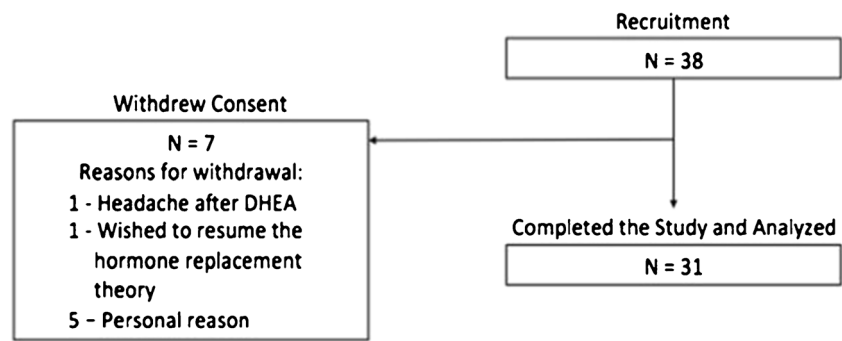 Recruitment
N = 38
Withdrew Consent
N = 7
Reasons for withdrawal:
1 - Headache after DHEA
1 - Wished to resume the
hormone replacement
theory
5 – Personal reason
Completed the Study and Analyzed
N = 31